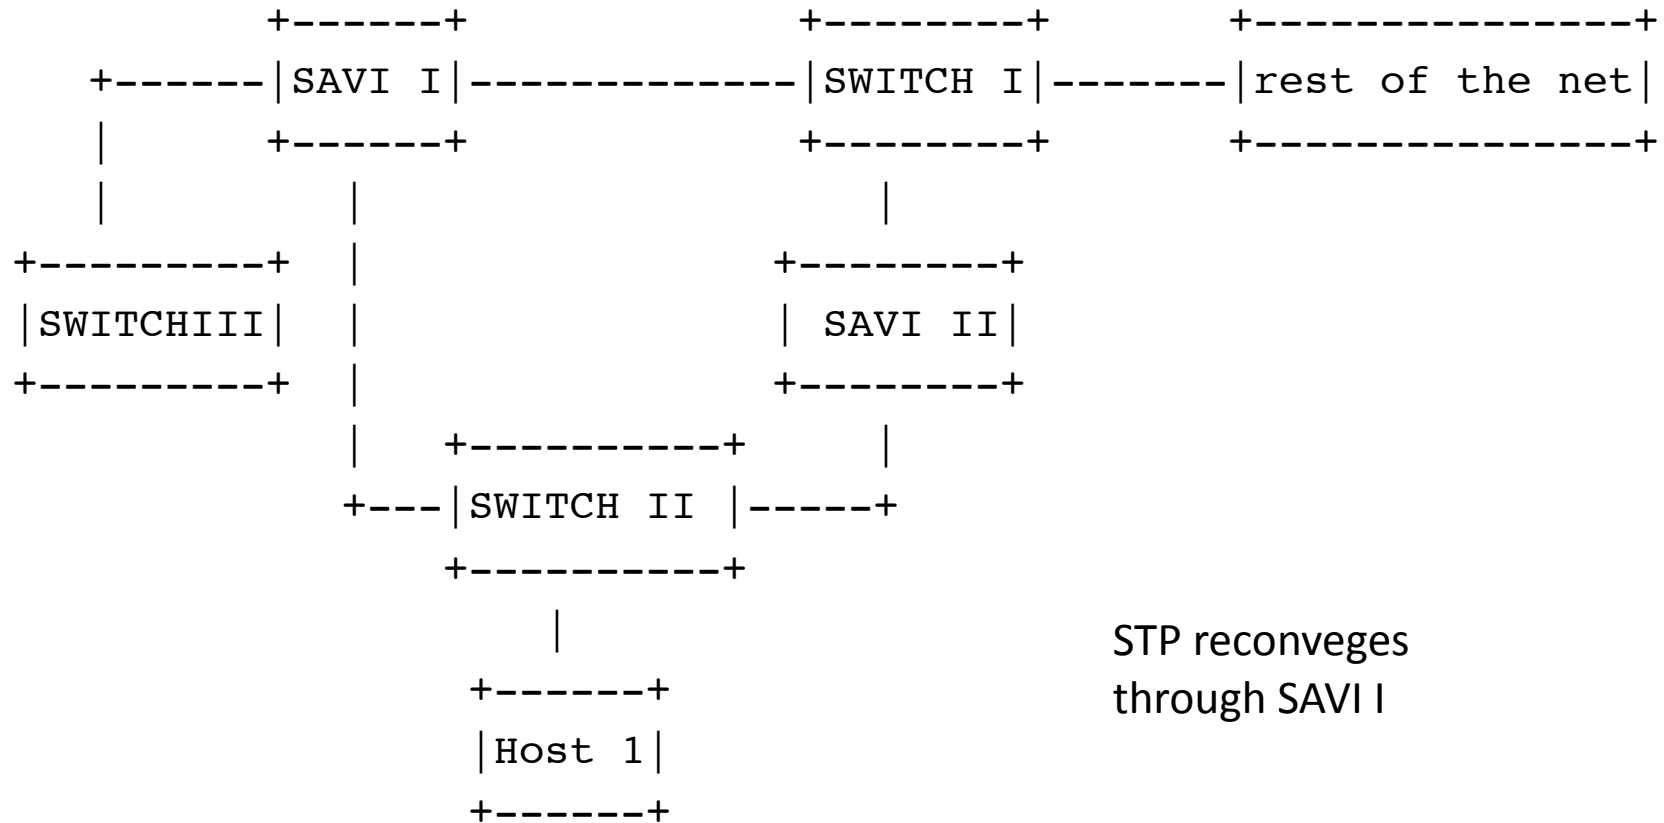 +------+ +--------+ +---------------+
+------|SAVI I|-------------|SWITCH I|-------|rest of the net|
| +------+ +--------+ +---------------+
| | |
+---------+ | +--------+
|SWITCHIII| | | SAVI II|
+---------+ | +--------+
| +----------+ |
+---|SWITCH II |-----+
+----------+
|
+------+
|Host 1|
+------+
STP reconveges
through SAVI I